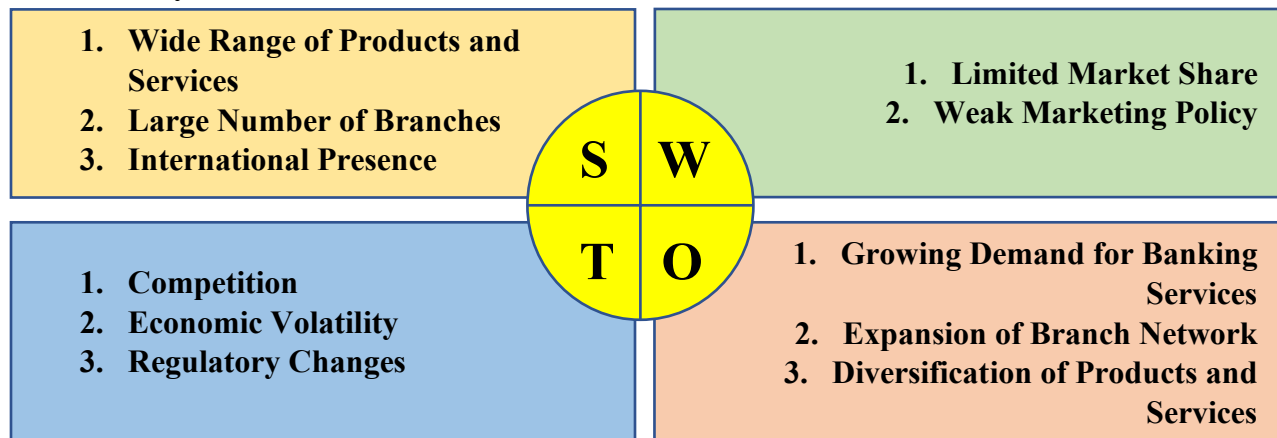 1. Wide Range of Products and
Services
2. Large Number of Branches
3. International Presence
1. Limited Market Share
2. Weak Marketing Policy
S W
T O
1. Competition
2. Economic Volatility
3. Regulatory Changes
1. Growing Demand for Banking
Services
2. Expansion of Branch Network
3. Diversification of Products and
Services